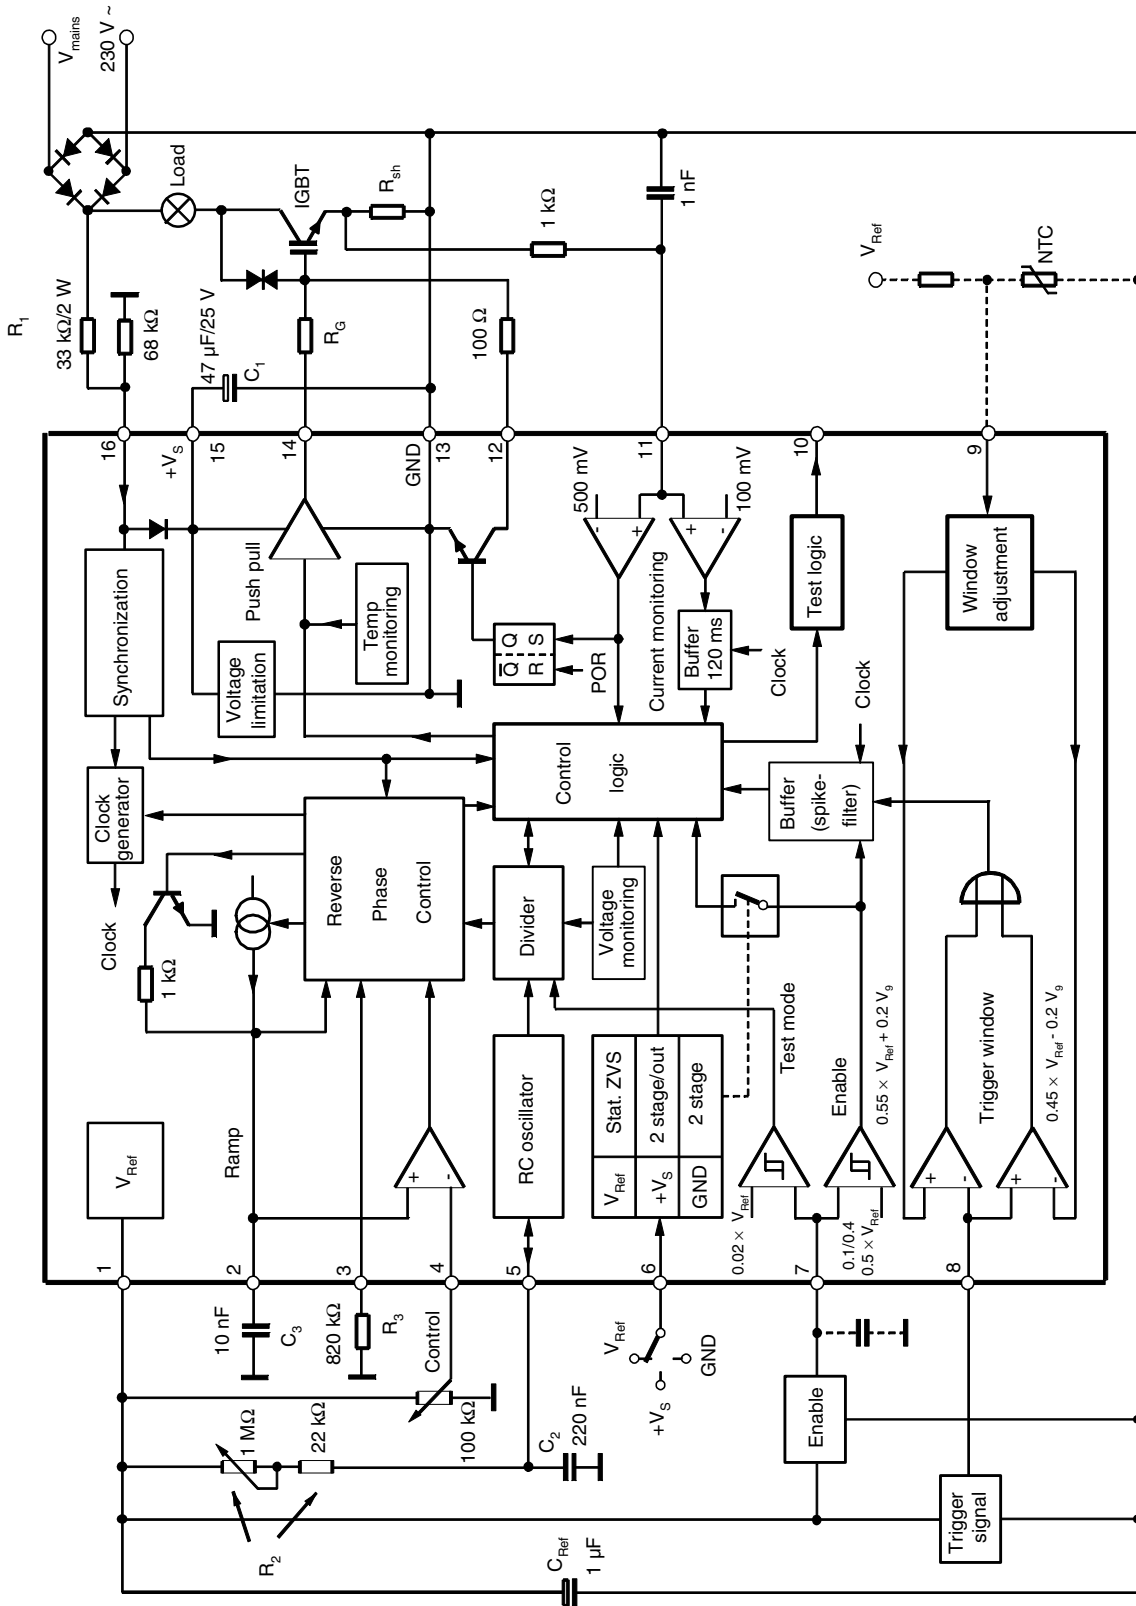 V_mains
230 V ~
R_1
33 kΩ/2 W
68 kΩ
47 µF/25 V
C_1
Load
IGBT
R_sh
R_G
100 Ω
1 kΩ
1 nF
V_Ref
NTC
16
+V_S
15
14
GND
13
12
11
10
9
Synchronization
Push pull
Voltage
limitation
Temp
monitoring
Q̅ Q
R S
POR
500 mV
-
+
Current monitoring
+
-
100 mV
Buffer
120 ms
Clock
Test logic
Window
adjustment
Clock
generator
Clock
1 kΩ
Reverse
Phase
Control
Control
logic
Divider
Voltage
monitoring
Buffer
(spike-
filter)
Clock
V_Ref
Ramp
+
-
RC oscillator
V_Ref Stat. ZVS
+V_S 2 stage/out
GND 2 stage
Test mode
0.02 × V_Ref
Enable
0.1/0.4
0.5 × V_Ref
0.55 × V_Ref + 0.2 V_9
Trigger window
0.45 × V_Ref - 0.2 V_9
+
-
+
-
1
2
3
4
5
6
7
8
10 nF
C_3
820 kΩ
R_3
Control
100 kΩ
1 MΩ
22 kΩ
R_2
C_2
220 nF
V_Ref
+V_S
GND
Enable
Trigger
signal
C_Ref
1 µF